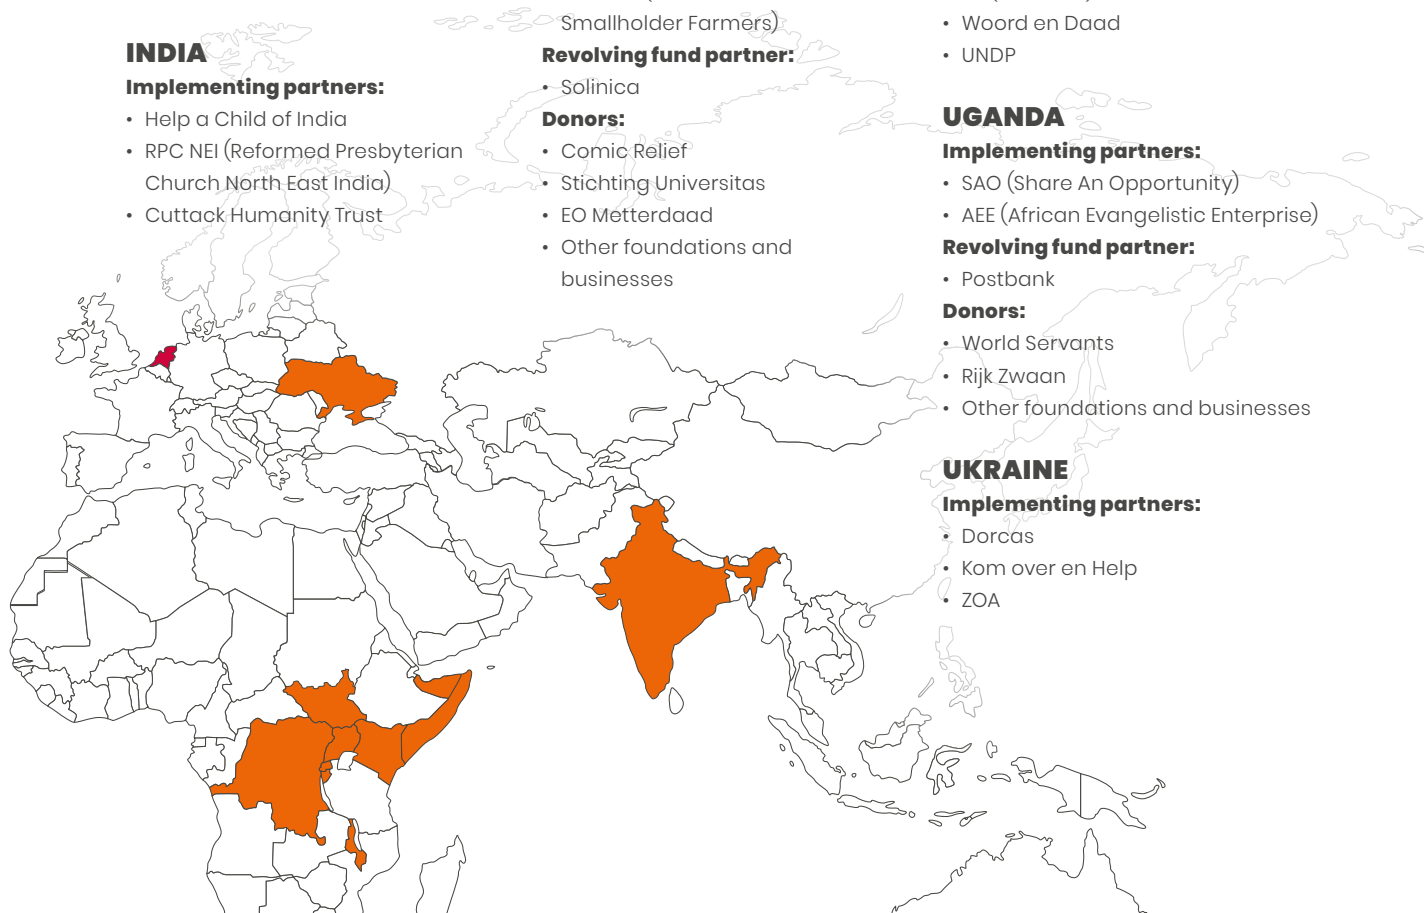 INDIA
Implementing partners:
• Help a Child of India
• RPC NEI (Reformed Presbyterian
Church North East India)
• Cuttack Humanity Trust
Smallholder Farmers)
Revolving fund partner:
• Solinica
Donors:
• Comic Relief
• Stichting Universitas
• EO Metterdaad
• Other foundations and
businesses
• Woord en Daad
• UNDP
UGANDA
Implementing partners:
• SAO (Share An Opportunity)
• AEE (African Evangelistic Enterprise)
Revolving fund partner:
• Postbank
Donors:
• World Servants
• Rijk Zwaan
• Other foundations and businesses
UKRAINE
Implementing partners:
• Dorcas
• Kom over en Help
• ZOA